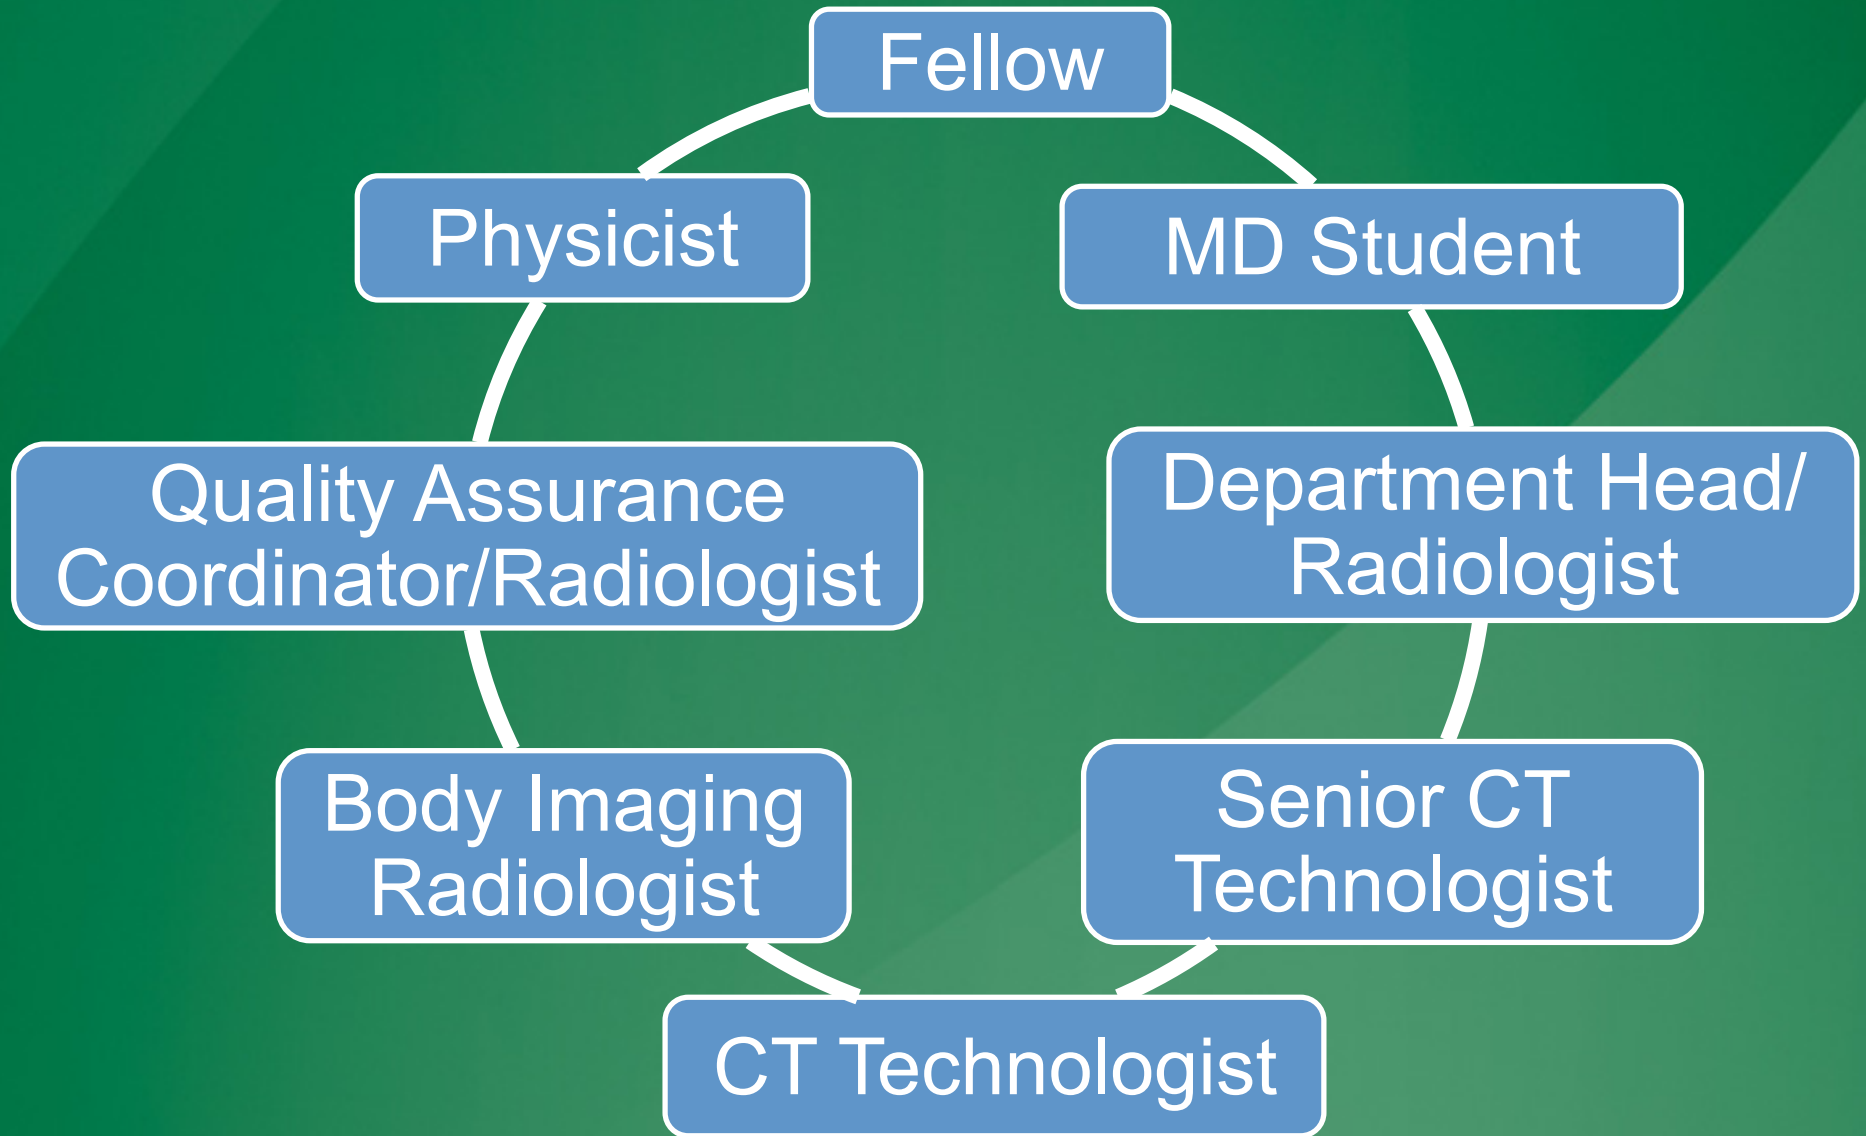 Fellow
Physicist
MD Student
Quality Assurance
Coordinator/Radiologist
Department Head/
Radiologist
Body Imaging
Radiologist
Senior CT
Technologist
CT Technologist